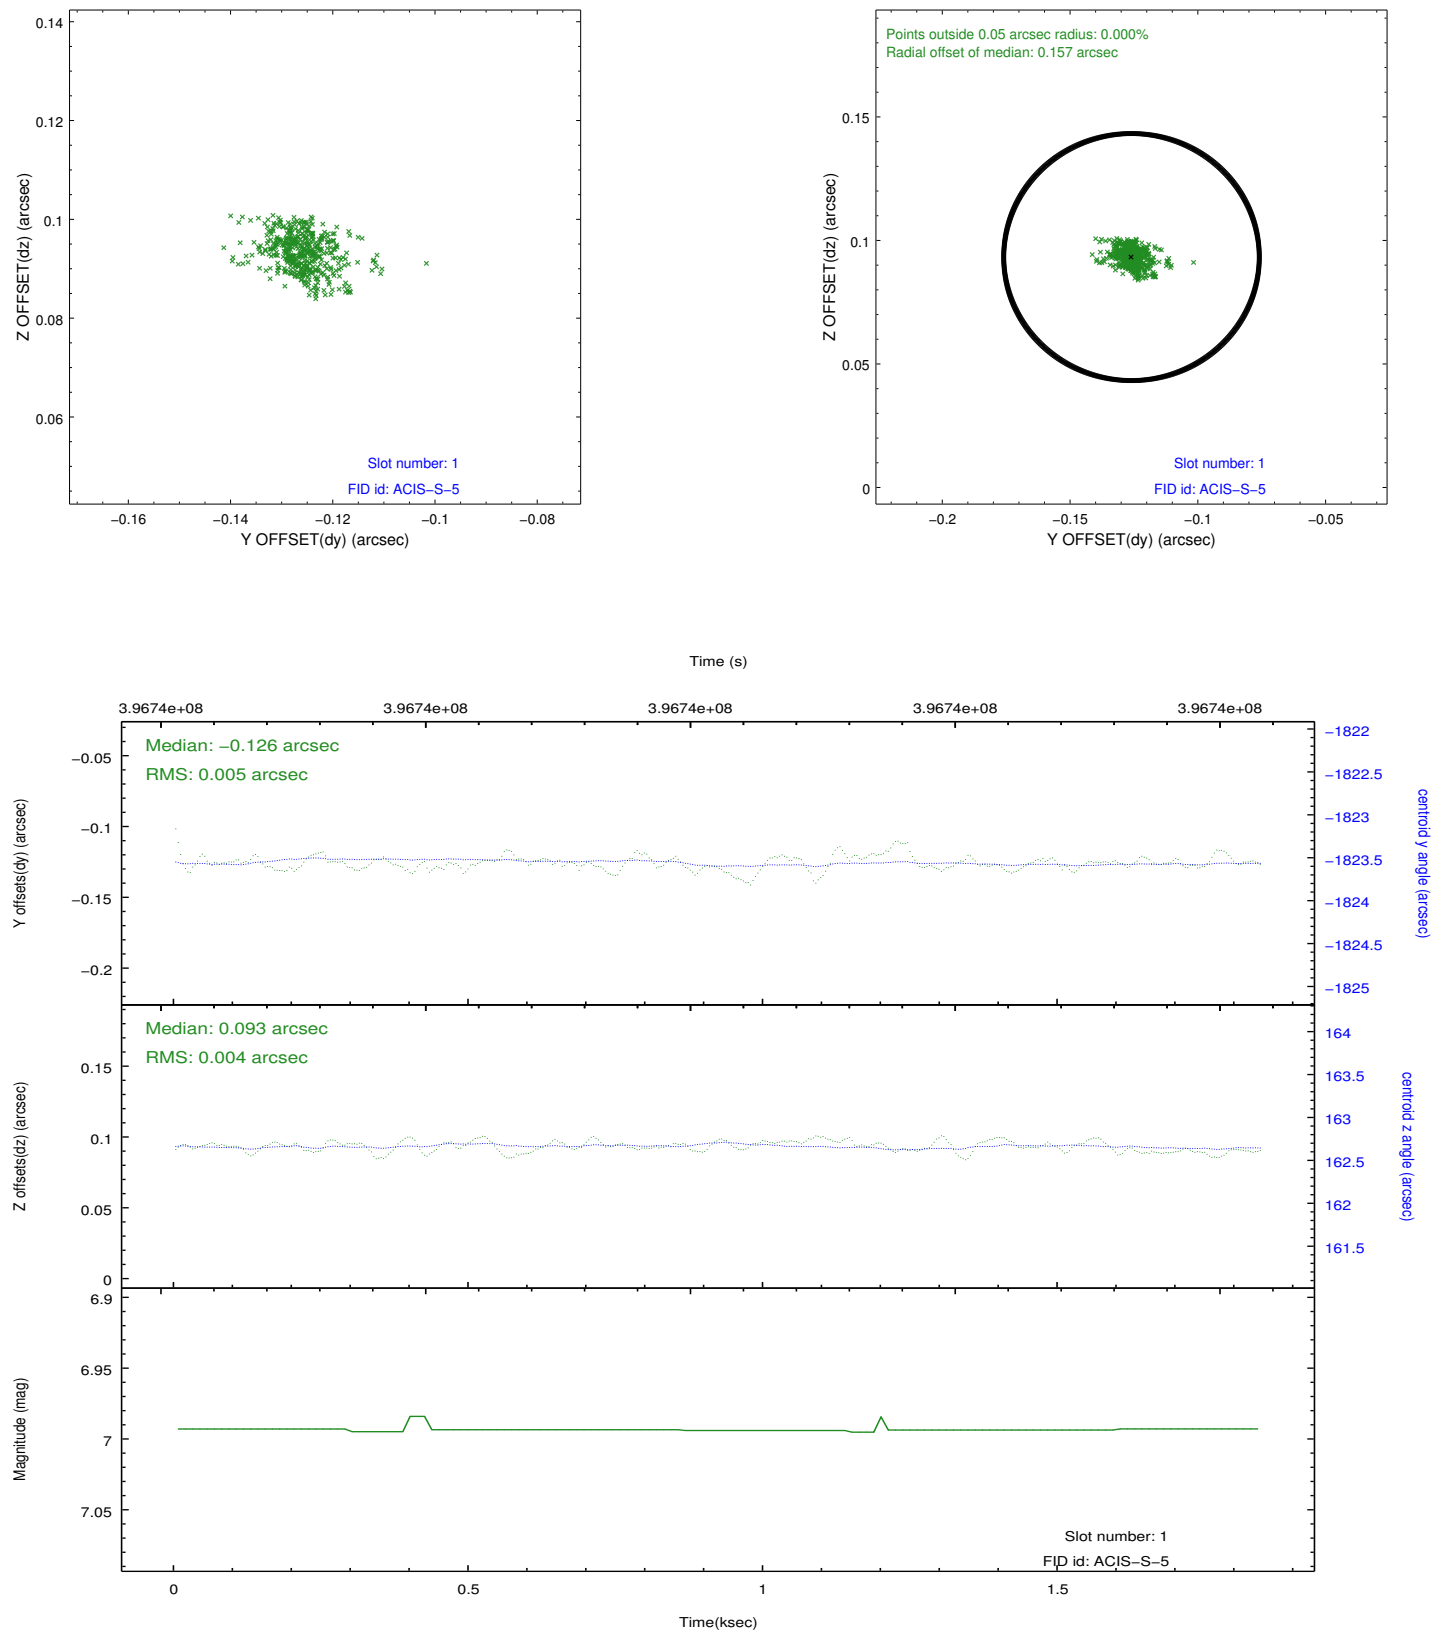 0.14
0.12
0.1
0.08
0.06
Z OFFSET(dz) (arcsec)
Slot number: 1
FID id: ACIS−S−5
−0.16 −0.14 −0.12 −0.1 −0.08
Y OFFSET(dy) (arcsec)
Points outside 0.05 arcsec radius: 0.000%
Radial offset of median: 0.157 arcsec
0.15
0.1
0.05
0
Z OFFSET(dz) (arcsec)
Slot number: 1
FID id: ACIS−S−5
−0.2 −0.15 −0.1 −0.05
Y OFFSET(dy) (arcsec)
Time (s)
3.9674e+08 3.9674e+08 3.9674e+08 3.9674e+08 3.9674e+08
Median: −0.126 arcsec
RMS: 0.005 arcsec
−0.05
−0.1
−0.15
−0.2
Y offsets(dy) (arcsec)
−1822
−1822.5
−1823
−1823.5
−1824
−1824.5
−1825
centroid y angle (arcsec)
Median: 0.093 arcsec
RMS: 0.004 arcsec
0.15
0.1
0.05
0
Z offsets(dz) (arcsec)
164
163.5
163
162.5
162
161.5
centroid z angle (arcsec)
6.9
6.95
7
7.05
Magnitude (mag)
Slot number: 1
FID id: ACIS−S−5
0 0.5 1 1.5
Time(ksec)